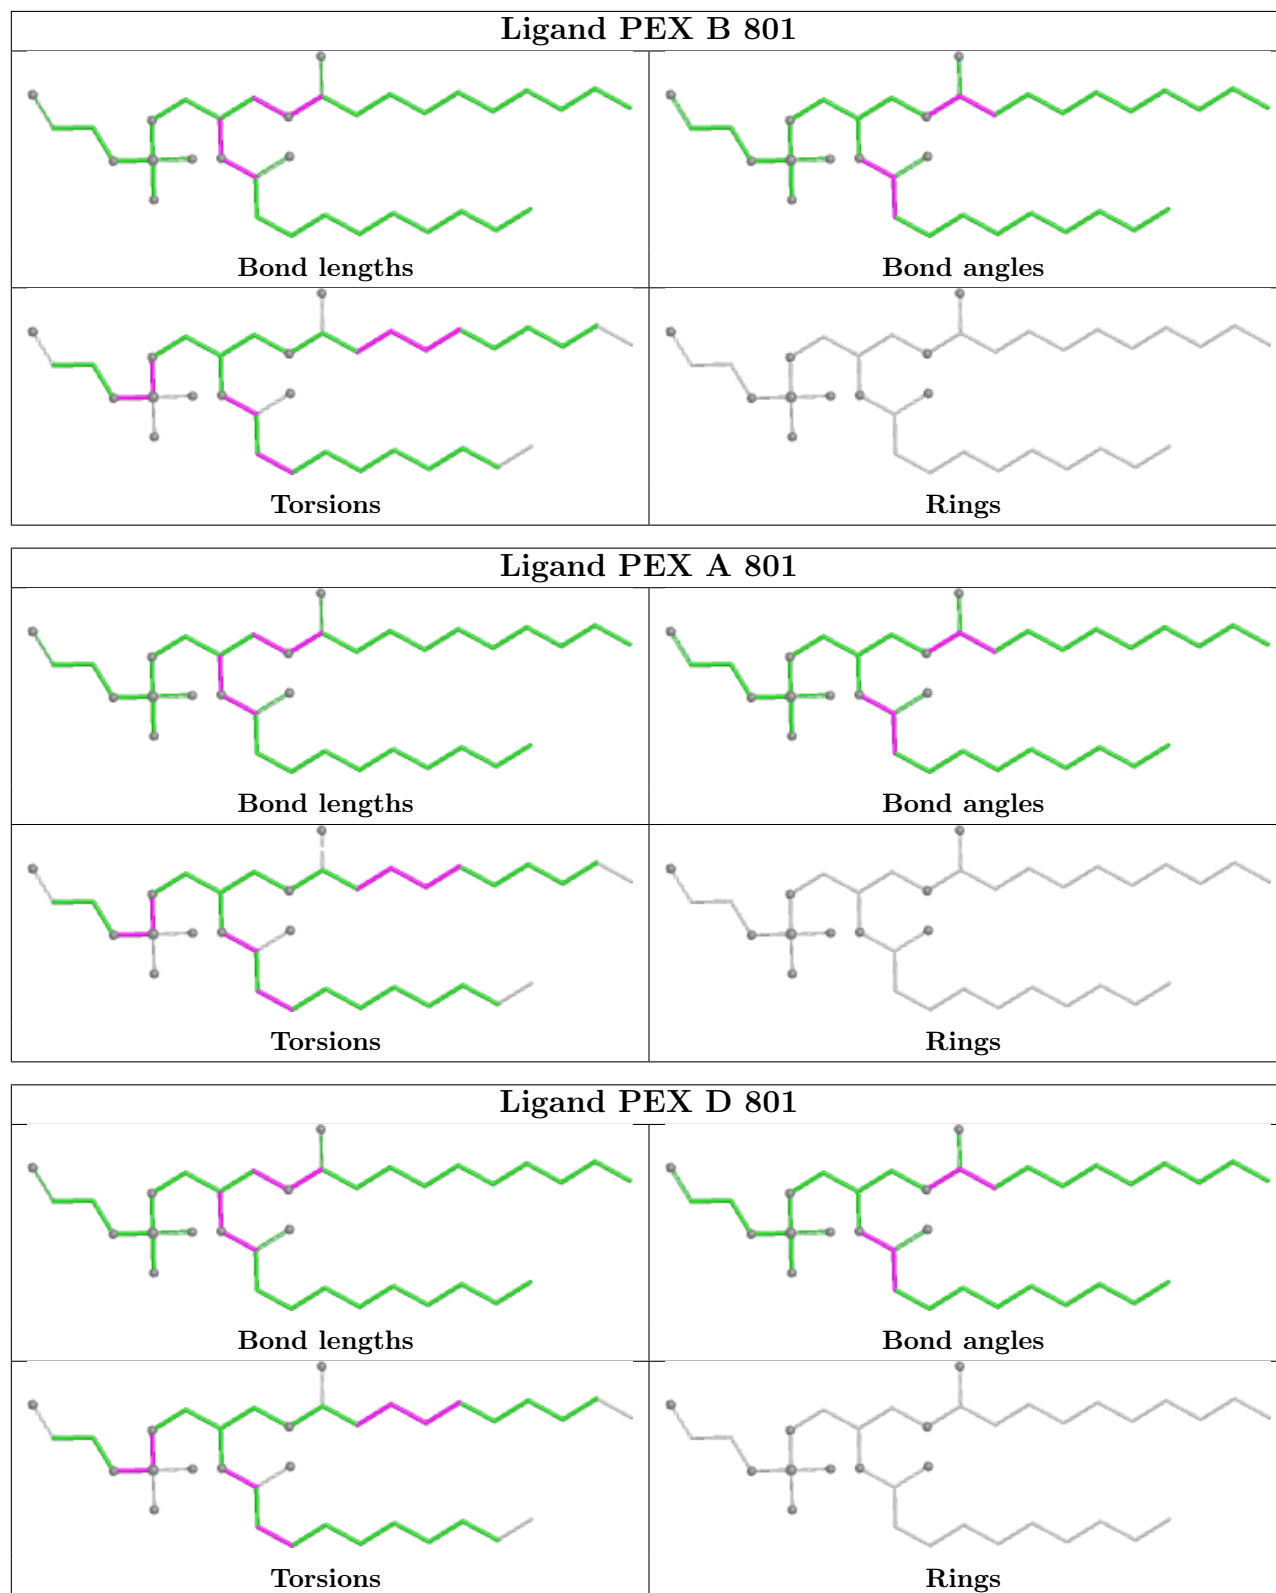 Ligand PEX B 801
Bond lengths
Bond angles
Torsions
Rings
Ligand PEX A 801
Bond lengths
Bond angles
Torsions
Rings
Ligand PEX D 801
Bond lengths
Bond angles
Torsions
Rings